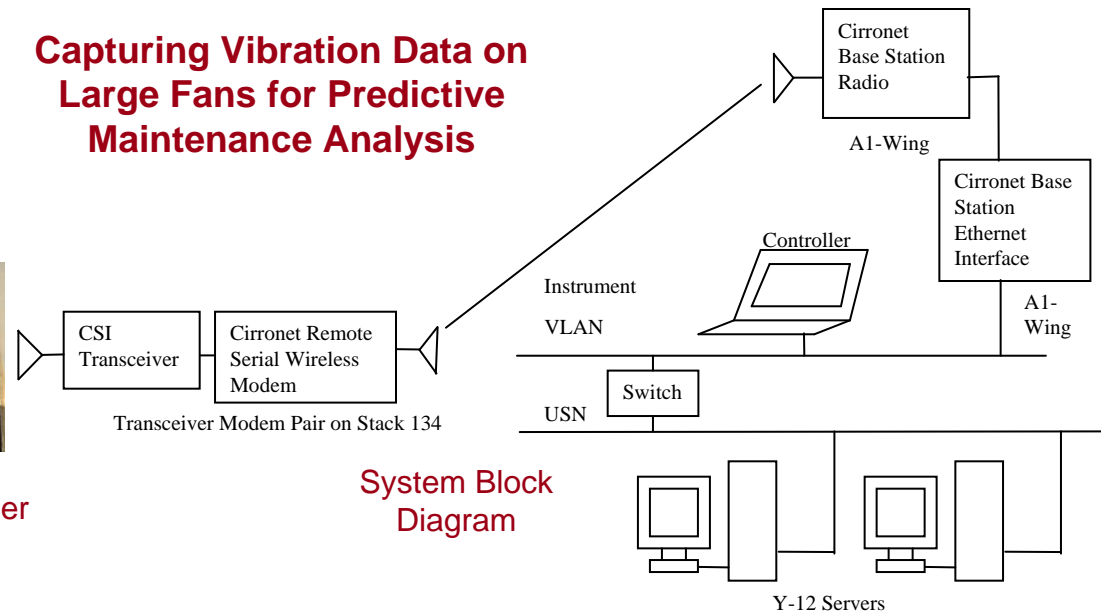 Capturing Vibration Data on
Large Fans for Predictive
Maintenance Analysis
Cirronet
Base Station
Radio
A1-Wing
Cirronet Base
Station
Ethernet
Interface
A1-
Wing
Controller
Instrument
VLAN
CSI
Transceiver
Cirronet Remote
Serial Wireless
Modem
Transceiver Modem Pair on Stack 134
Switch
USN
System Block
Diagram
er
Y-12 Servers